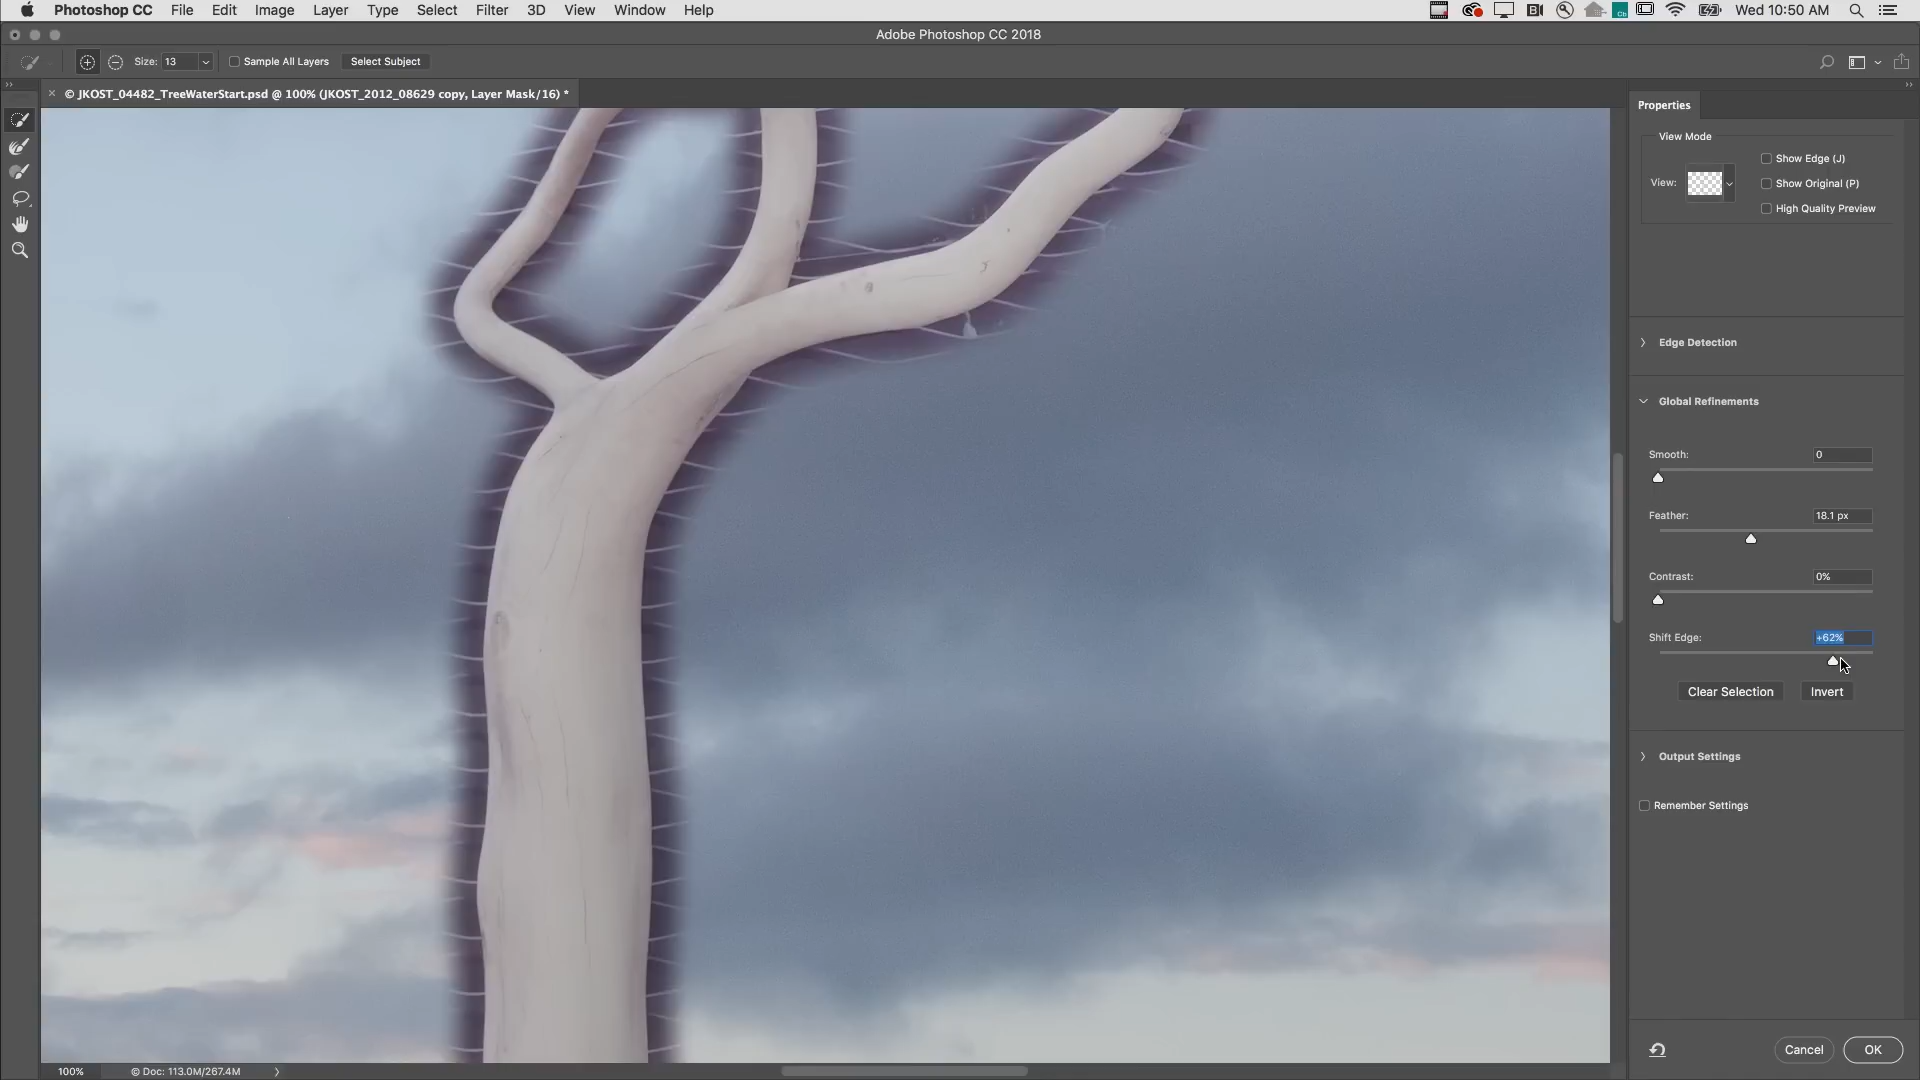 Photoshop CC File Edit Image Layer Type Select Filter 3D View Window Help Wed 10:50 AM
Adobe Photoshop CC 2018
Size: 13 Sample All Layers Select Subject
× © JKOST_04482_TreeWaterStart.psd @ 100% (JKOST_2012_08629 copy, Layer Mask/16) *
Properties
View Mode
Show Edge (J)
View:
Show Original (P)
High Quality Preview
Edge Detection
Global Refinements
Smooth: 0
Feather: 18.1 px
Contrast: 0%
Shift Edge: +62%
Clear Selection Invert
Output Settings
Remember Settings
Cancel OK
100% © Doc: 113.0M/267.4M